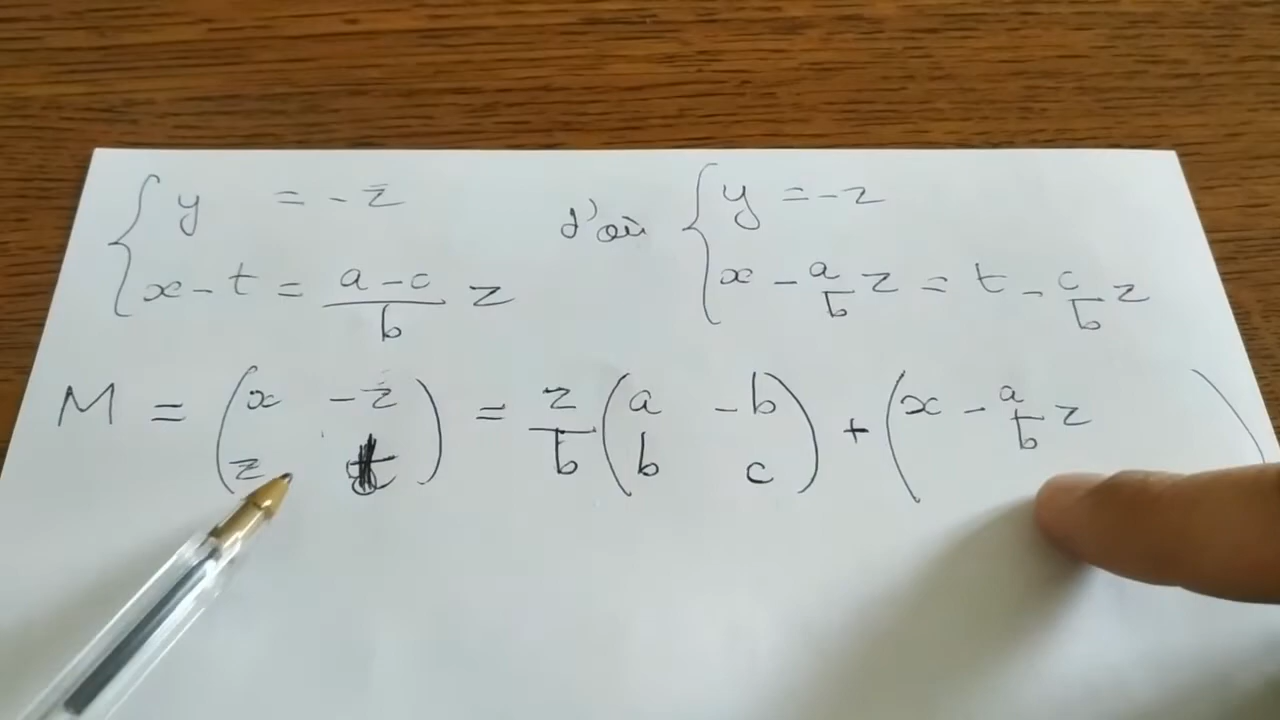 { y = -z d'où { y = -z
x - t = (a - c)/b z x - a/b z = t - c/b z
M = ( x -z ; z t ) = z/b ( a -b ; b c ) + ( x - a/b z )